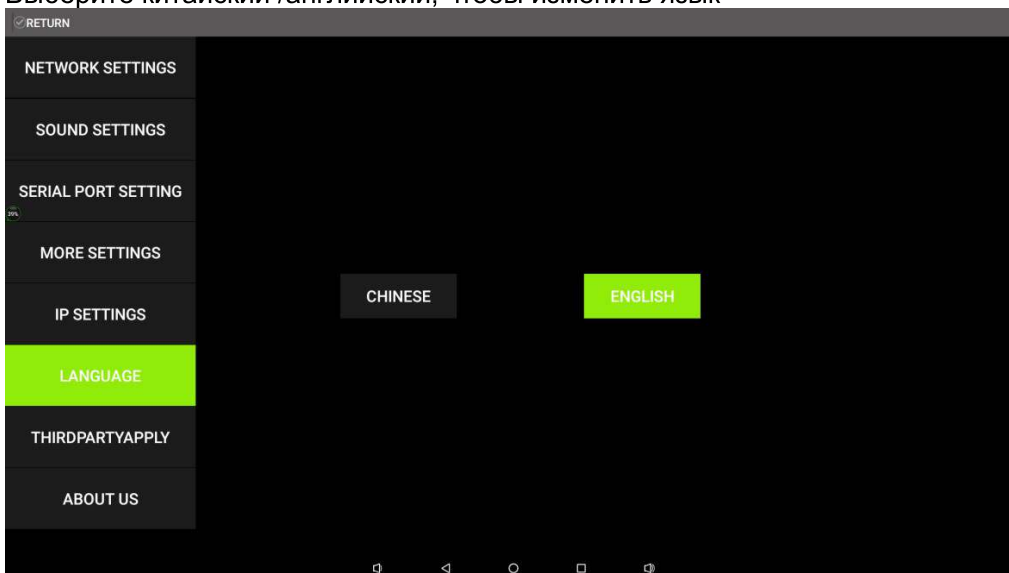 Выберите китайский /английский, чтобы изменить язык
RETURN
NETWORK SETTINGS
SOUND SETTINGS
SERIAL PORT SETTING
39%
MORE SETTINGS
CHINESE
ENGLISH
IP SETTINGS
LANGUAGE
THIRDPARTYAPPLY
ABOUT US